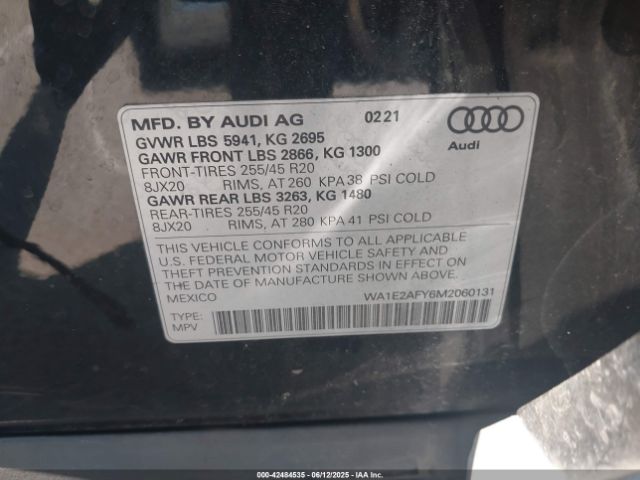 MFD. BY AUDI AG 02 21
GVWR LBS 5941, KG 2695
GAWR FRONT LBS 2866, KG 1300
FRONT-TIRES 255/45 R20
8JX20 RIMS, AT 260 KPA 38 PSI COLD
GAWR REAR LBS 3263, KG 1480
REAR-TIRES 255/45 R20
8JX20 RIMS, AT 280 KPA 41 PSI COLD
Audi
THIS VEHICLE CONFORMS TO ALL APPLICABLE
U.S. FEDERAL MOTOR VEHICLE SAFETY AND
THEFT PREVENTION STANDARDS IN EFFECT ON
THE DATE OF MANUFACTURE SHOWN ABOVE.
MEXICO WA1E2AFY6M2060131
TYPE:
MPV
000-42484535 - 06/12/2025 - IAA Inc.